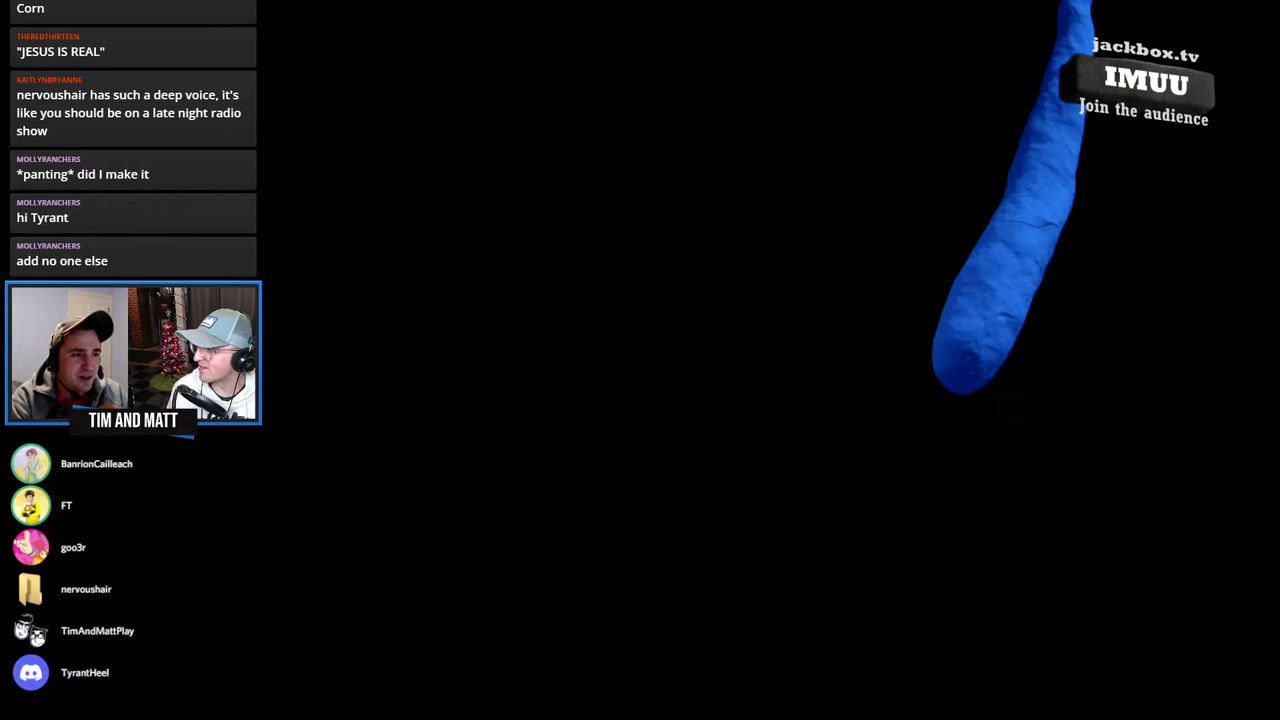 Corn
THEREDTHIRTEEN
"JESUS IS REAL"
KAITLYNBRYANNE
nervoushair has such a deep voice, it's
like you should be on a late night radio
show
MOLLYRANCHERS
*panting* did I make it
MOLLYRANCHERS
hi Tyrant
MOLLYRANCHERS
add no one else
TIM AND MATT
BanrionCailleach
FT
goo3r
nervoushair
TimAndMattPlay
TyrantHeel
jackbox.tv
IMUU
Join the audience